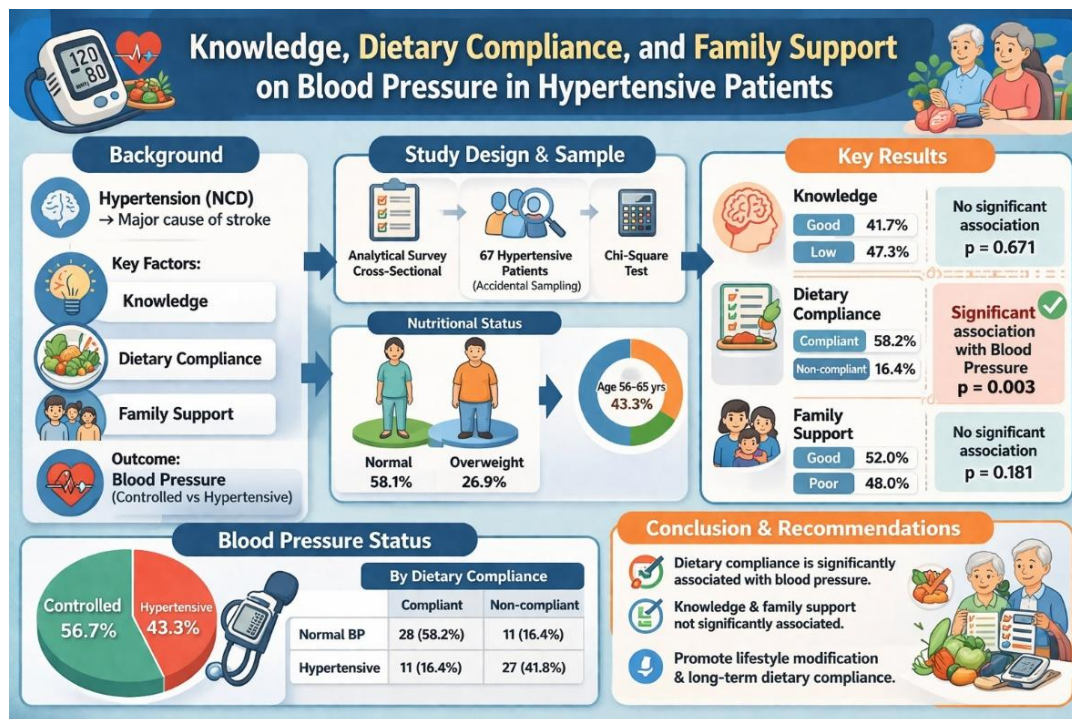 120
80
Knowledge, Dietary Compliance, and Family Support
on Blood Pressure in Hypertensive Patients
Background
Hypertension (NCD)
→ Major cause of stroke
Key Factors:
Knowledge
Dietary Compliance
Family Support
Outcome:
Blood Pressure
(Controlled vs Hypertensive)
Study Design & Sample
Analytical Survey
Cross-Sectional
67 Hypertensive
Patients
(Accidental Sampling)
Chi-Square
Test
Nutritional Status
Normal
58.1%
Overweight
26.9%
Age 56-65 yrs
43.3%
Key Results
Knowledge
Good 41.7%
Low 47.3%
No significant
association
p = 0.671
Dietary
Compliance
Compliant 58.2%
Non-compliant 16.4%
Significant
association
with Blood
Pressure
p = 0.003
Family
Support
Good 52.0%
Poor 48.0%
No significant
association
p = 0.181
Blood Pressure Status
Controlled
56.7%
Hypertensive
43.3%
By Dietary Compliance
Compliant Non-compliant
Normal BP 28 (58.2%) 11 (16.4%)
Hypertensive 11 (16.4%) 27 (41.8%)
Conclusion & Recommendations
Dietary compliance is significantly
associated with blood pressure.
Knowledge & family support
not significantly associated.
Promote lifestyle modification
& long-term dietary compliance.